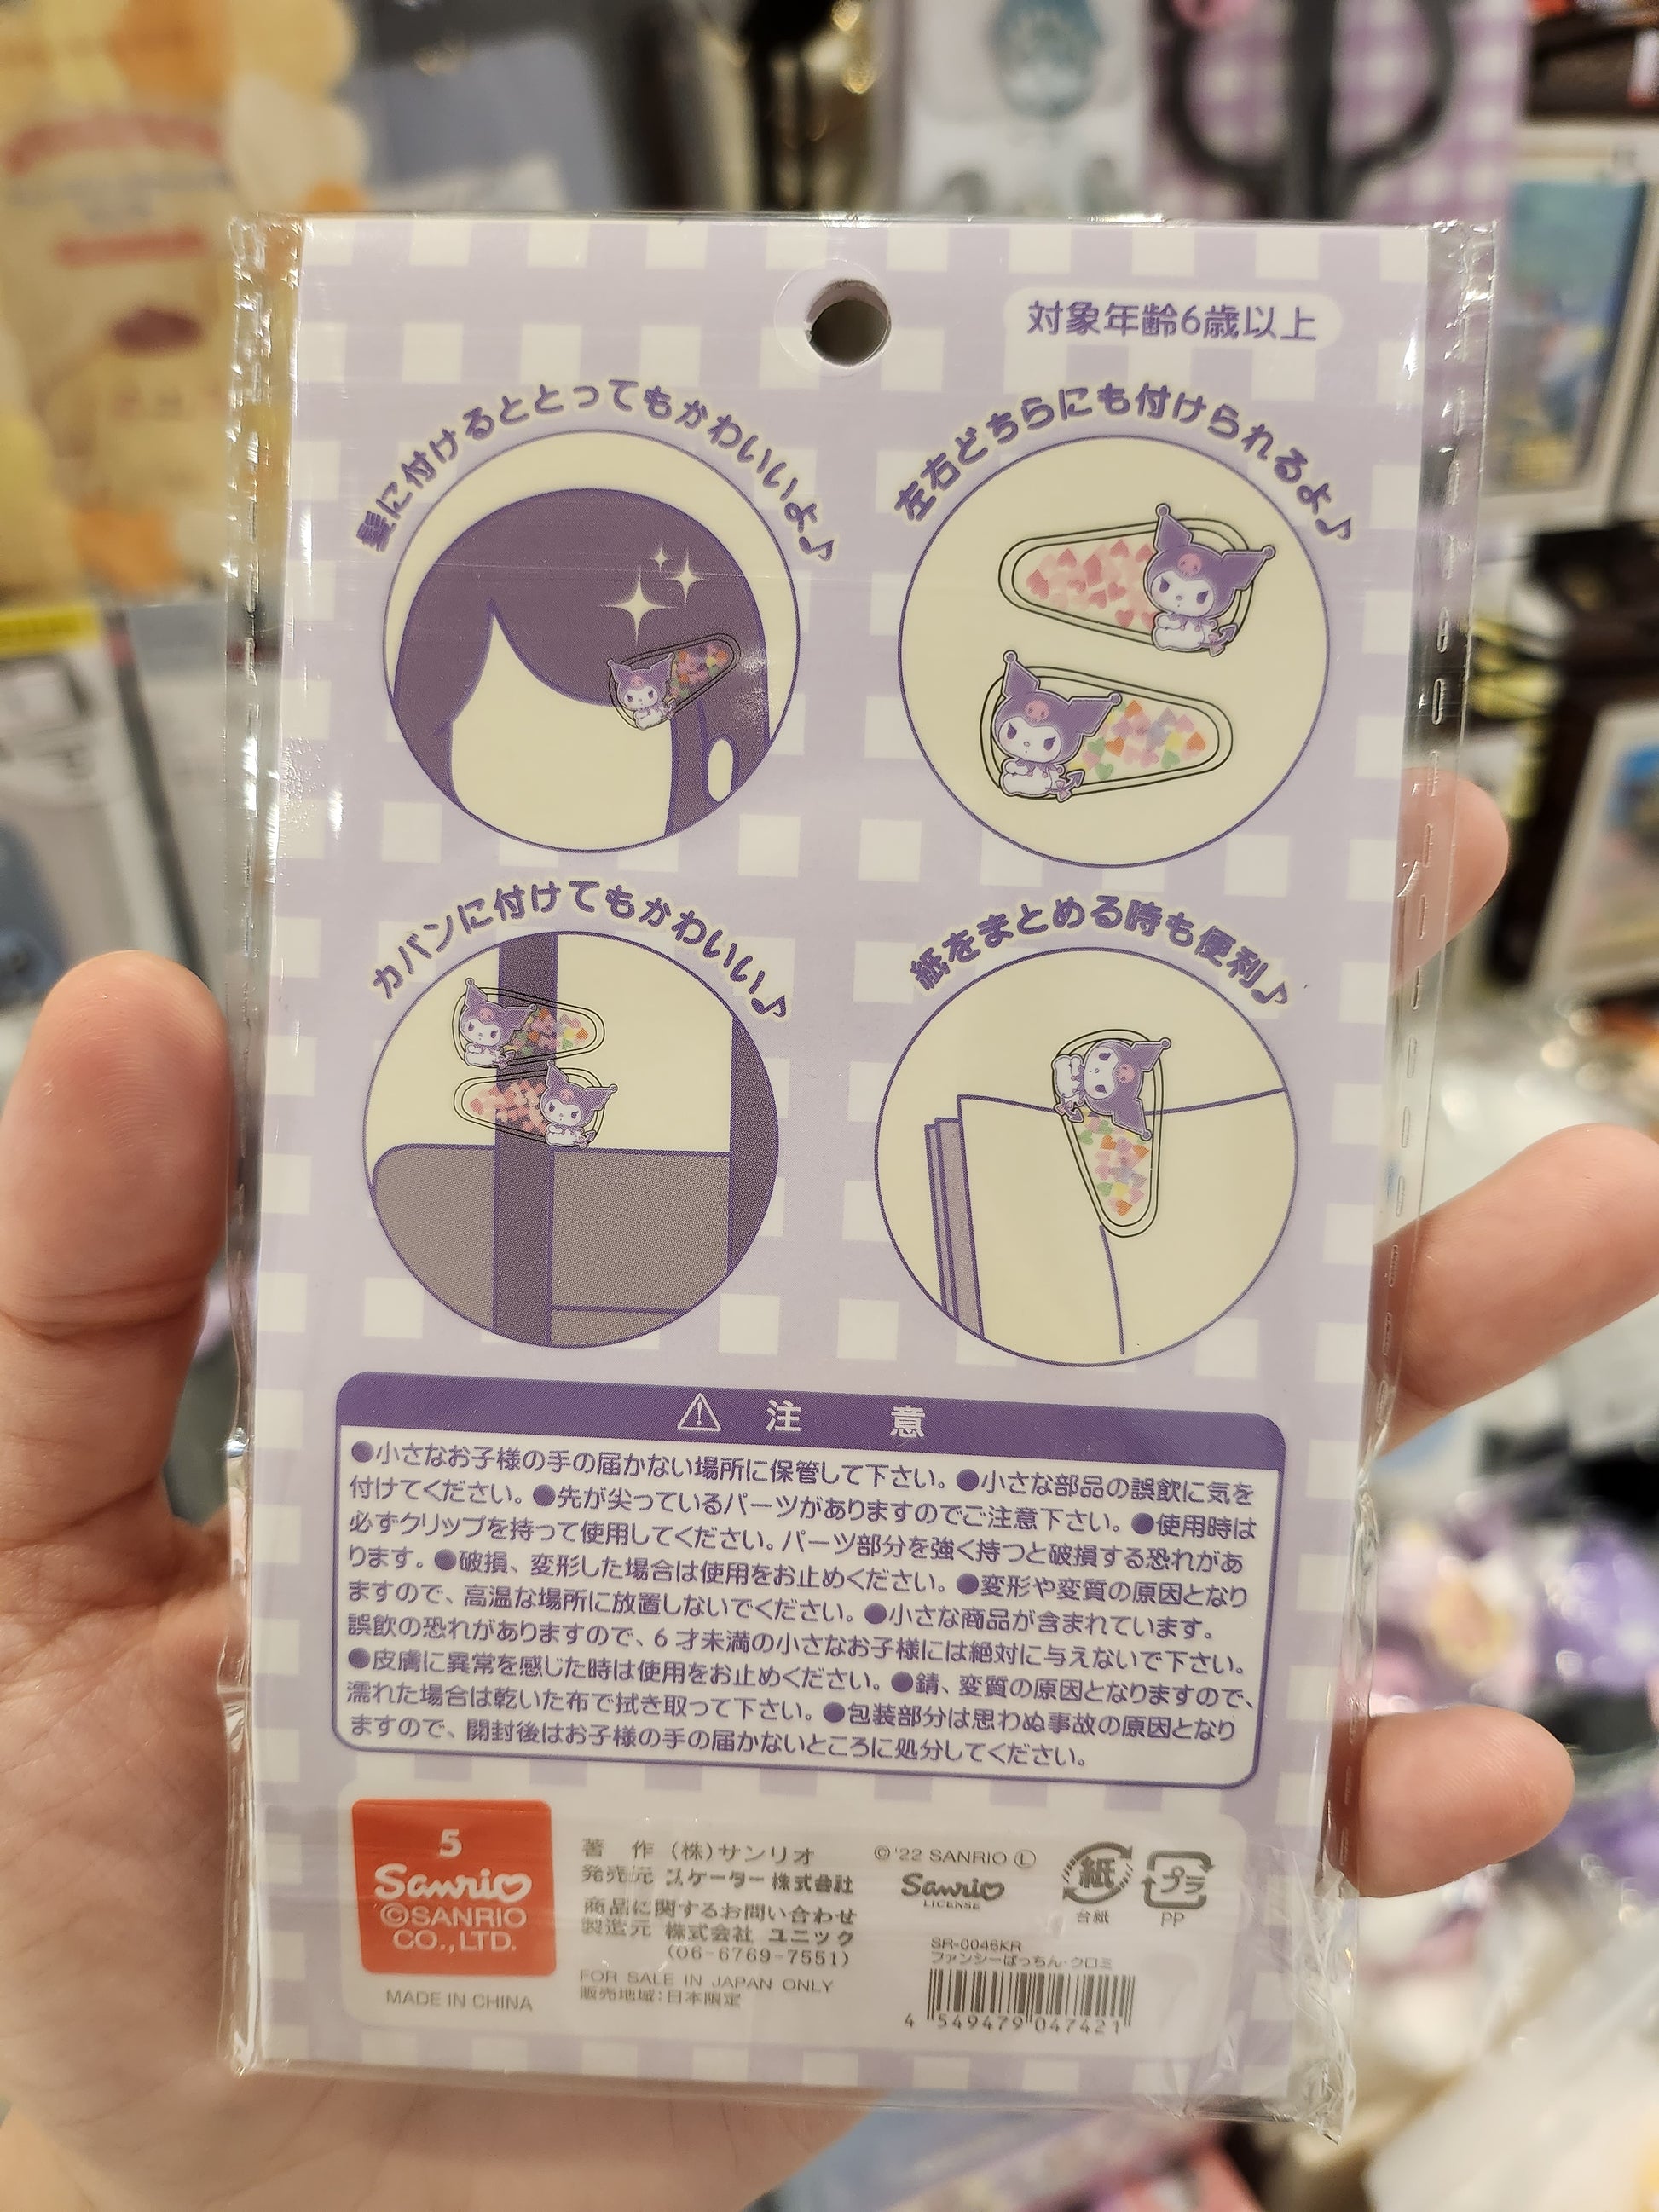 対象年齢6歳以上
髪に付けるととってもかわいいよ♪
左右どちらにも付けられるよ♪
カバンに付けてもかわいい♪
紙をまとめる時も便利♪
⚠ 注 意
●小さなお子様の手の届かない場所に保管して下さい。●小さな部品の誤飲に気を
付けてください。●先が尖っているパーツがありますのでご注意下さい。●使用時は
必ずクリップを持って使用してください。パーツ部分を強く持つと破損する恐れがあ
ります。●破損、変形した場合は使用をお止めください。●変形や変質の原因となり
ますので、高温な場所に放置しないでください。●小さな商品が含まれています。
誤飲の恐れがありますので、6才未満の小さなお子様には絶対に与えないで下さい。
●皮膚に異常を感じた時は使用をお止めください。●錆、変質の原因となりますので、
濡れた場合は乾いた布で拭き取って下さい。●包装部分は思わぬ事故の原因となり
ますので、開封後はお子様の手の届かないところに処分してください。
5
Sanrio
©SANRIO
CO.,LTD.
MADE IN CHINA
著 作 (株)サンリオ
発売元 スケーター株式会社
商品に関するお問い合わせ
製造元 株式会社 ユニック
(06-6769-7551)
FOR SALE IN JAPAN ONLY
販売地域:日本限定
©'22 SANRIO Ⓛ
Sanrio
LICENSE
紙
台紙
プラ
PP
SR-0046KR
ファンシーぱっちん・クロミ
4 549479 047421